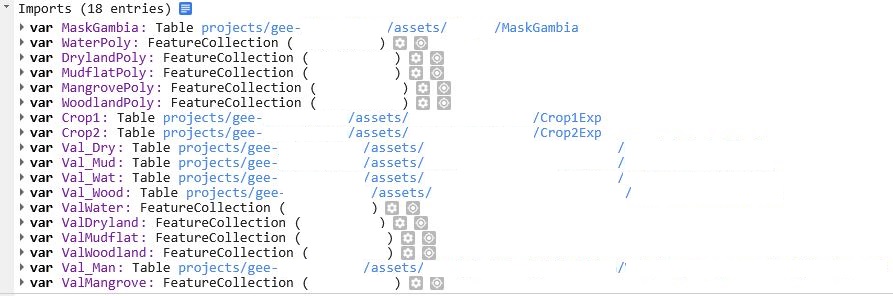 Imports (18 entries)
var MaskGambia: Table projects/gee- /assets/ /MaskGambia
var WaterPoly: FeatureCollection ( )
var DrylandPoly: FeatureCollection ( )
var MudflatPoly: FeatureCollection ( )
var MangrovePoly: FeatureCollection ( )
var WoodlandPoly: FeatureCollection ( )
var Crop1: Table projects/gee- /assets/ /Crop1Exp
var Crop2: Table projects/gee- /assets/ /Crop2Exp
var Val_Dry: Table projects/gee- /assets/ /
var Val_Mud: Table projects/gee- /assets/ /
var Val_Wat: Table projects/gee- /assets/ /
var Val_Wood: Table projects/gee- /assets/ /
var ValWater: FeatureCollection ( )
var ValDryland: FeatureCollection ( )
var ValMudflat: FeatureCollection ( )
var ValWoodland: FeatureCollection ( )
var Val_Man: Table projects/gee- /assets/ /
var ValMangrove: FeatureCollection ( )